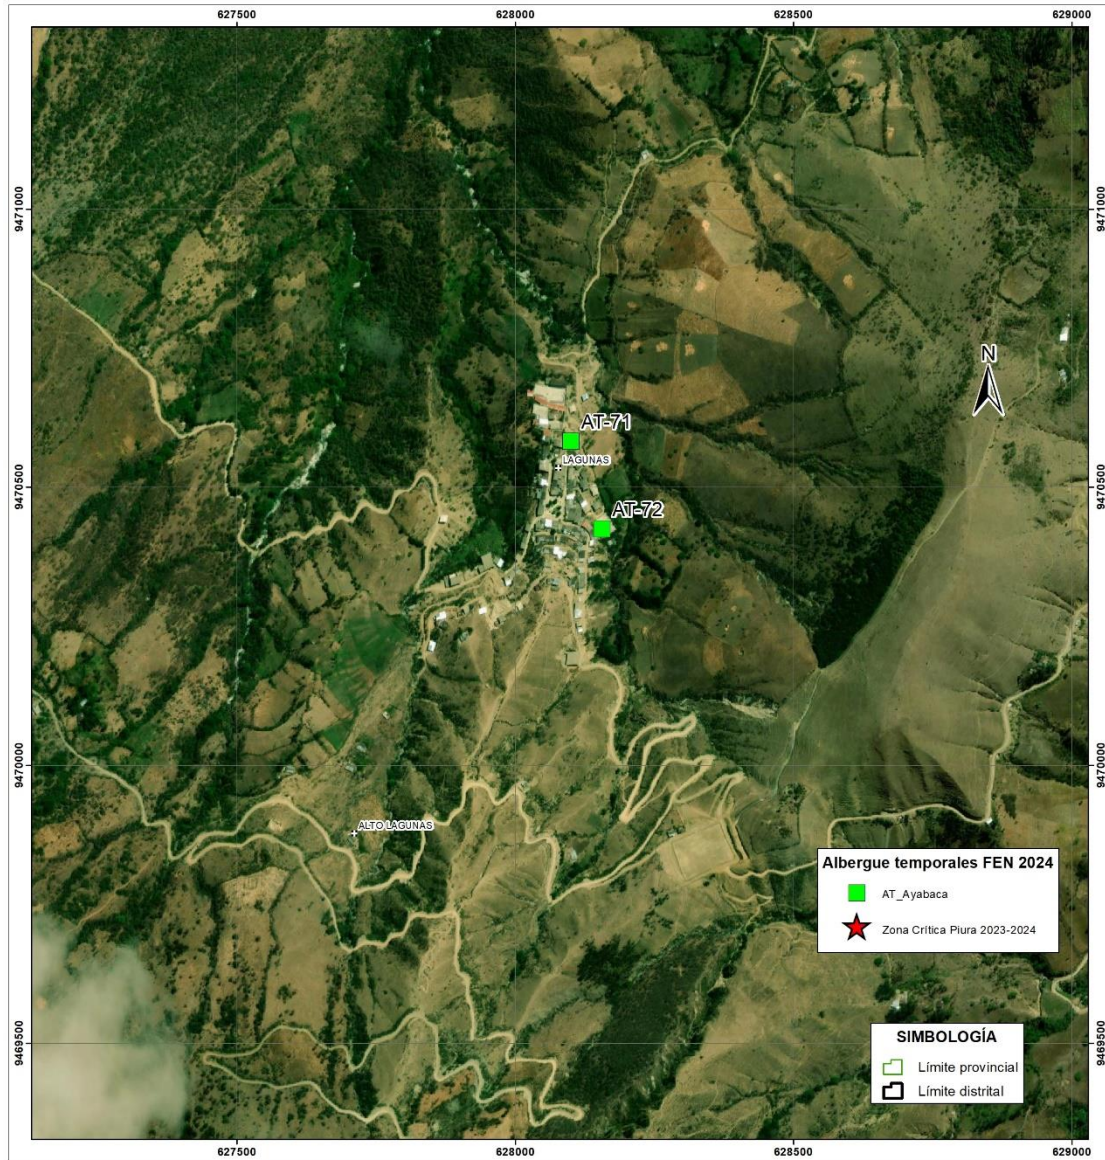 627500
628000
628500
629000
9471000
9471000
N
AT-71
LAGUNAS
9470500
9470500
AT-72
9470000
9470000
ALTO LAGUNAS
Albergue temporales FEN 2024
AT_Ayabaca
Zona Crítica Piura 2023-2024
9469500
9469500
SIMBOLOGÍA
Límite provincial
Límite distrital
627500
628000
628500
629000